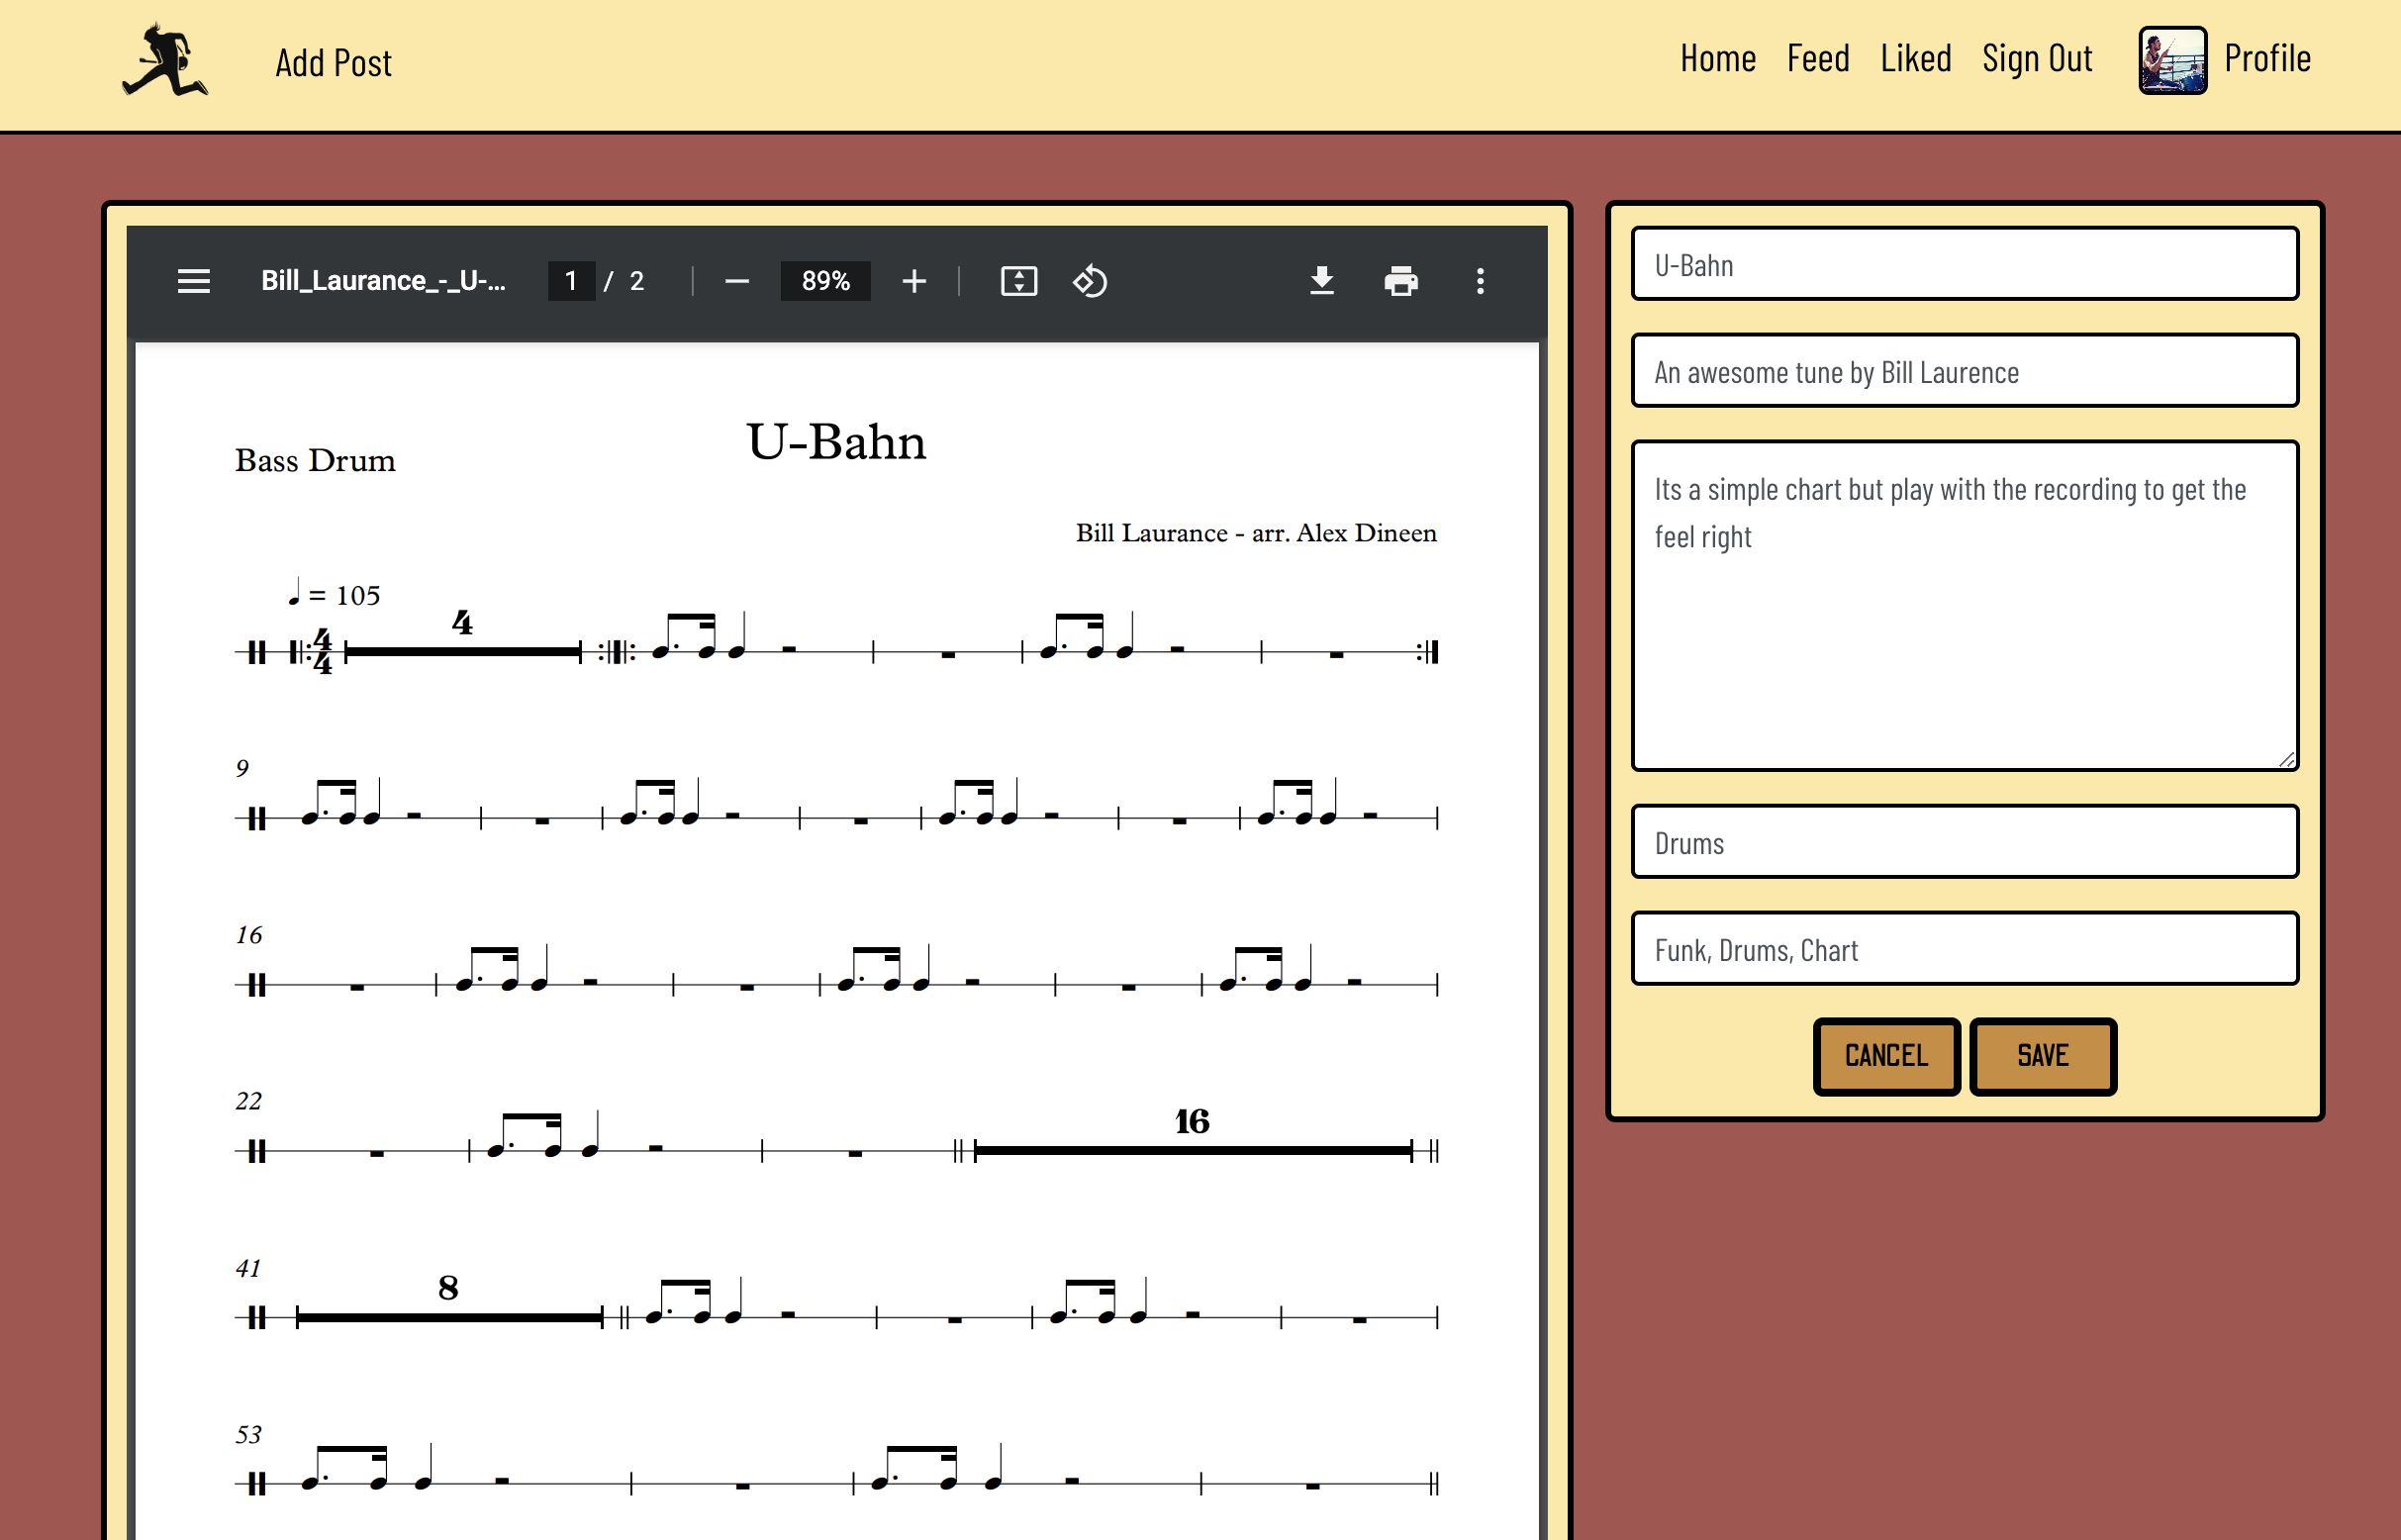 Add Post
Home Feed Liked Sign Out Profile
Bill_Laurance_-_U-... 1 / 2 89%
U-Bahn
Bass Drum
Bill Laurance - arr. Alex Dineen
= 105
4
4
4
9
16
22
16
41
8
53
U-Bahn
An awesome tune by Bill Laurence
Its a simple chart but play with the recording to get the
feel right
Drums
Funk, Drums, Chart
CANCEL SAVE